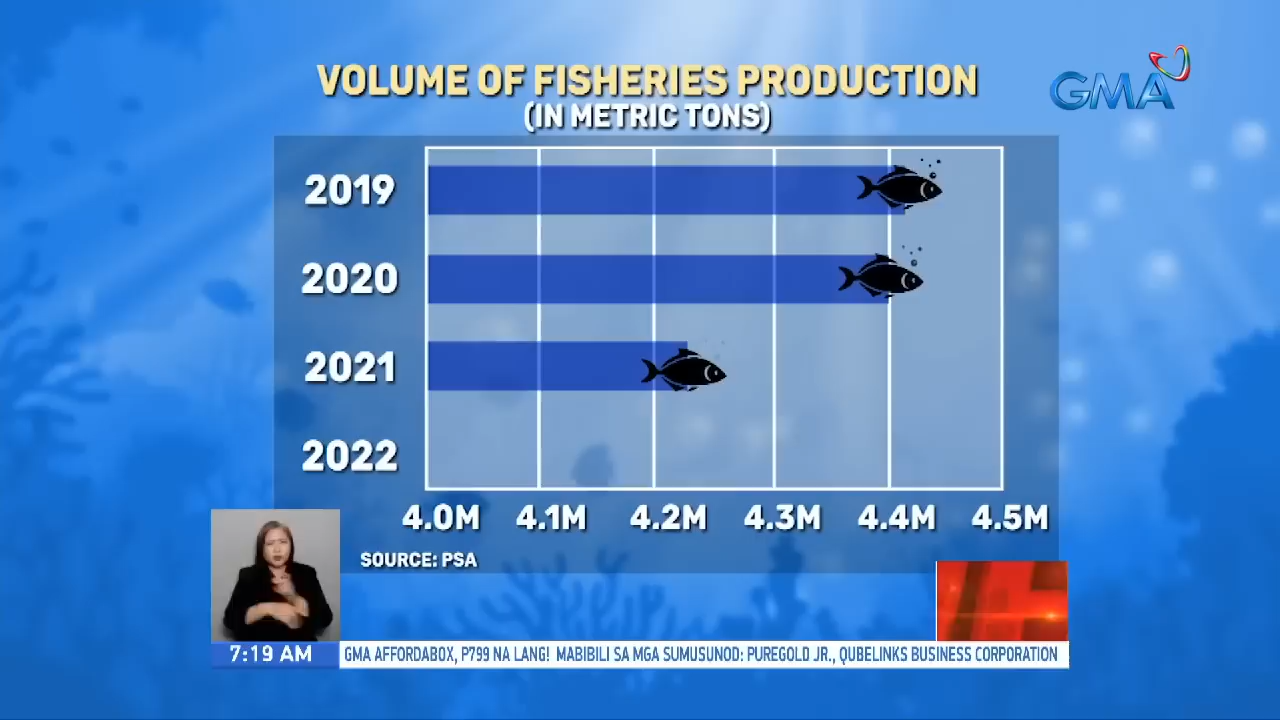 VOLUME OF FISHERIES PRODUCTION
(IN METRIC TONS)
GMA
2019
2020
2021
2022
4.0M 4.1M 4.2M 4.3M 4.4M 4.5M
SOURCE: PSA
7:19 AM
GMA AFFORDABOX, P799 NA LANG! MABIBILI SA MGA SUMUSUNOD: PUREGOLD JR., QUBELINKS BUSINESS CORPORATION